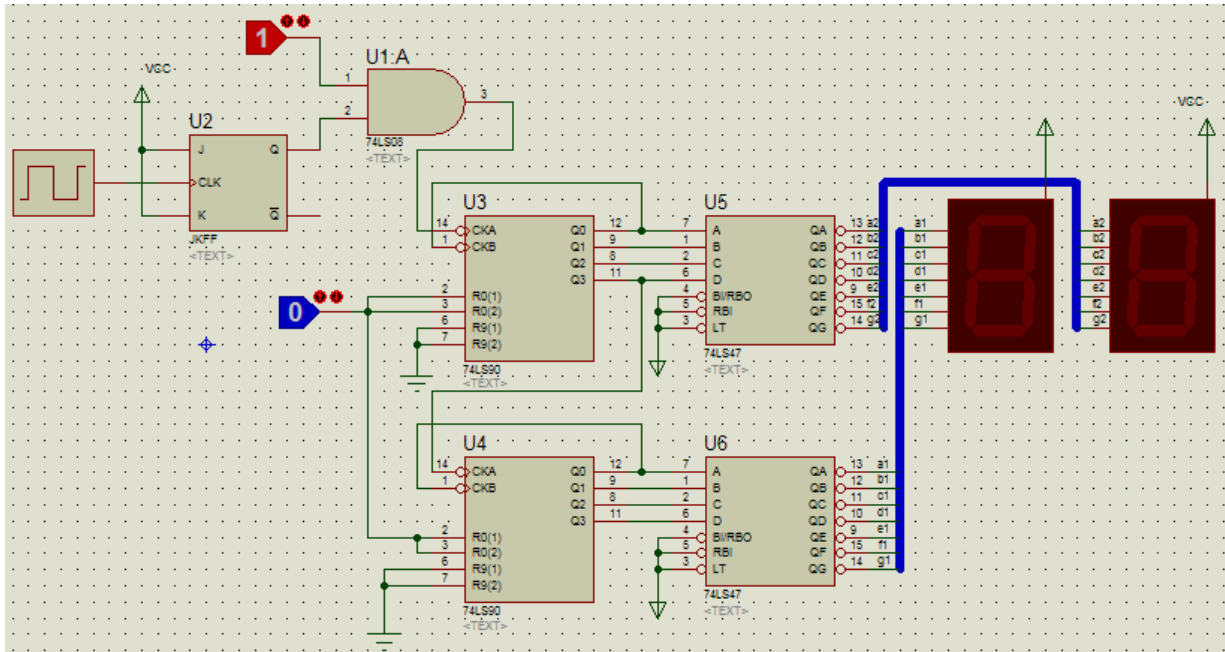 1
U1:A
VCC
1
3
2
U2
74LS08
<TEXT>
J
Q
CLK
K
Q
JKFF
<TEXT>
VCC
U3
U5
14 CKA Q0 12 7 A QA 13 a2 a1 a2
1 CKB Q1 9 1 B QB 12 b2 b1 b2
Q2 8 2 C QC 11 c2 c1 c2
Q3 11 6 D QD 10 d2 d1 d2
4 BI/RBO QE 9 e2 e1 e2
2 R0(1) 5 RBI QF 15 f2 f1 f2
3 R0(2) 3 LT QG 14 g2 g1 g2
6 R9(1)
7 R9(2)
0
74LS90
<TEXT>
74LS47
<TEXT>
U4
U6
14 CKA Q0 12 7 A QA 13 a1
1 CKB Q1 9 1 B QB 12 b1
Q2 8 2 C QC 11 c1
Q3 11 6 D QD 10 d1
4 BI/RBO QE 9 e1
2 R0(1) 5 RBI QF 15 f1
3 R0(2) 3 LT QG 14 g1
6 R9(1)
7 R9(2)
74LS90
<TEXT>
74LS47
<TEXT>